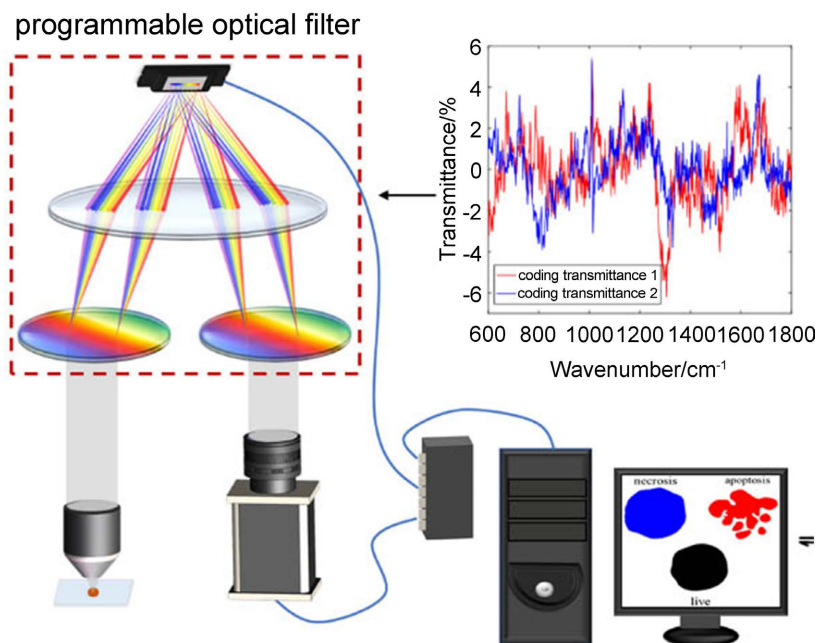 programmable optical filter
6
4
2
0
-2
-4
-6
Transmittance/%
coding transmittance 1
coding transmittance 2
600 800 1000 1200 1400 1600 1800
Wavenumber/cm⁻¹
necrosis apoptosis
live